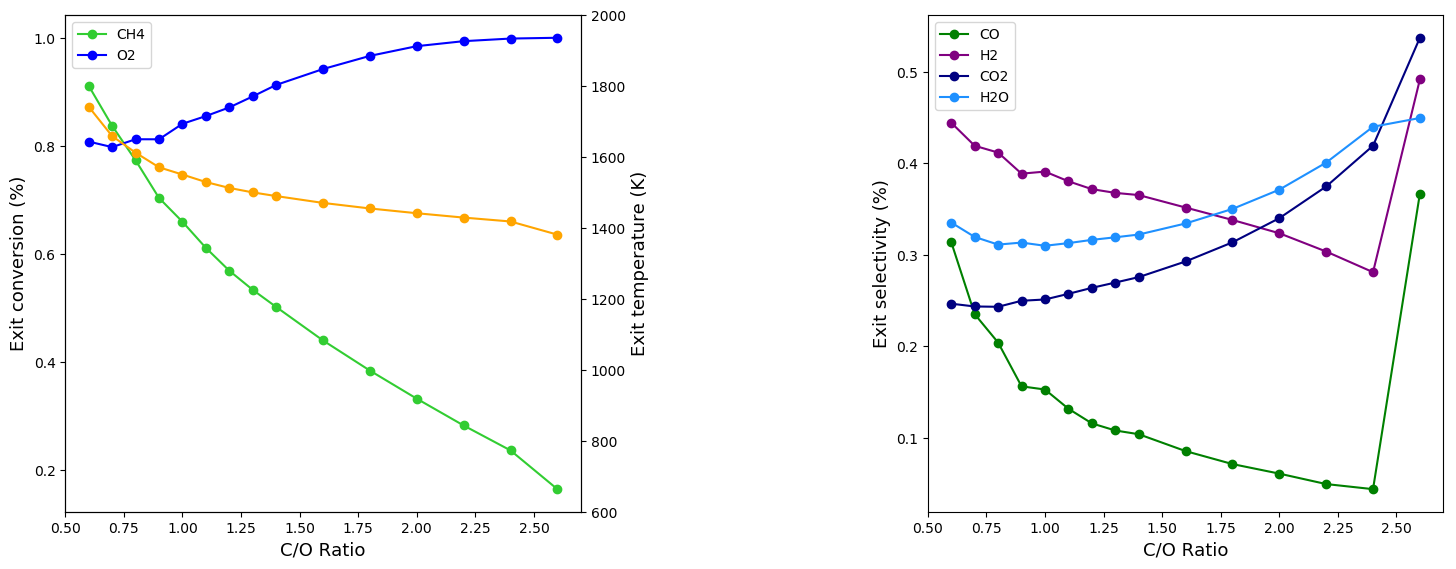 CH4
O2
1.0
0.8
0.6
0.4
0.2
Exit conversion (%)
2000
1800
1600
1400
1200
1000
800
600
Exit temperature (K)
0.50 0.75 1.00 1.25 1.50 1.75 2.00 2.25 2.50
C/O Ratio
CO
H2
CO2
H2O
0.5
0.4
0.3
0.2
0.1
Exit selectivity (%)
0.50 0.75 1.00 1.25 1.50 1.75 2.00 2.25 2.50
C/O Ratio